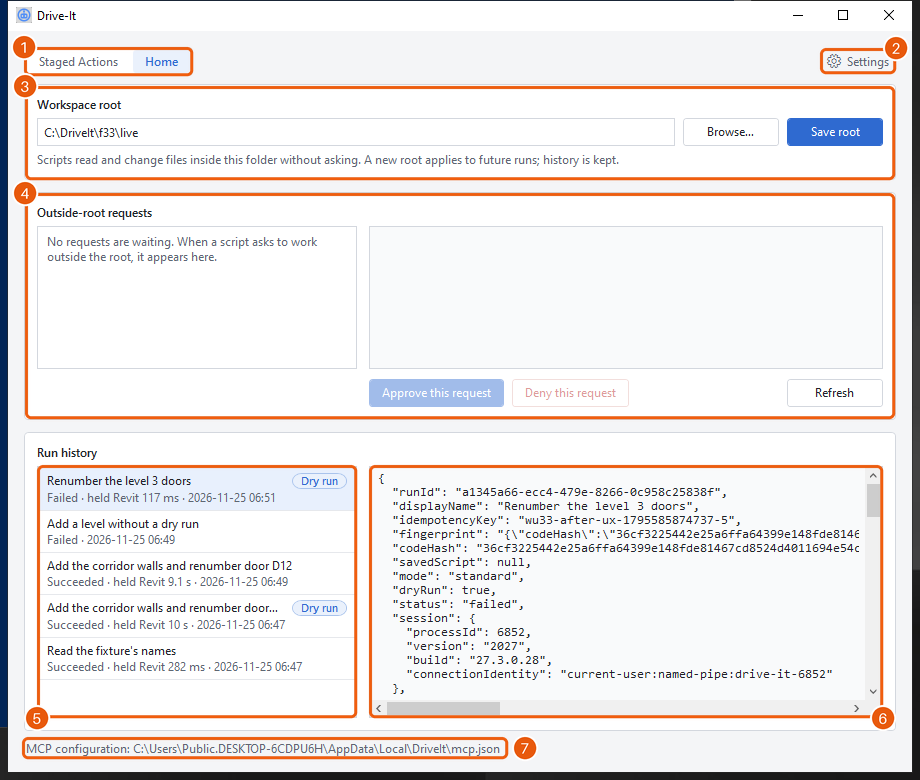 Drive-It
1
Staged Actions Home
2
Settings
3
Workspace root
C:\DriveIt\f33\live
Browse...
Save root
Scripts read and change files inside this folder without asking. A new root applies to future runs; history is kept.
4
Outside-root requests
No requests are waiting. When a script asks to work
outside the root, it appears here.
Approve this request
Deny this request
Refresh
Run history
Renumber the level 3 doors
Dry run
Failed · held Revit 117 ms · 2026-11-25 06:51
Add a level without a dry run
Failed · 2026-11-25 06:49
Add the corridor walls and renumber door D12
Succeeded · held Revit 9.1 s · 2026-11-25 06:49
Add the corridor walls and renumber door...
Dry run
Succeeded · held Revit 10 s · 2026-11-25 06:47
Read the fixture's names
Succeeded · held Revit 282 ms · 2026-11-25 06:47
5
{
"runId": "a1345a66-ecc4-479e-8266-0c958c25838f",
"displayName": "Renumber the level 3 doors",
"idempotencyKey": "wu33-after-ux-1795585874737-5",
"fingerprint": "{\"codeHash\":\"36cf3225442e25a6ffa64399e148fde8146
"codeHash": "36cf3225442e25a6ffa64399e148fde81467cd8524d4011694e54c
"savedScript": null,
"mode": "standard",
"dryRun": true,
"status": "failed",
"session": {
"processId": 6852,
"version": "2027",
"build": "27.3.0.28",
"connectionIdentity": "current-user:named-pipe:drive-it-6852"
},
6
MCP configuration: C:\Users\Public.DESKTOP-6CDPU6H\AppData\Local\DriveIt\mcp.json
7